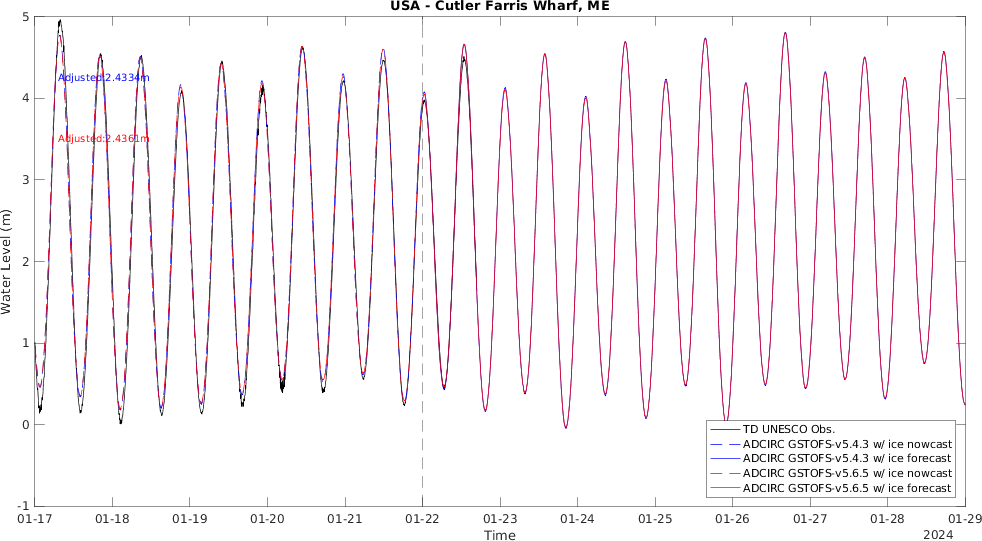 USA - Cutler Farris Wharf, ME
5
4
3
2
1
0
-1
Water Level (m)
Adjusted:2.4334m
Adjusted:2.4361m
TD UNESCO Obs.
ADCIRC GSTOFS-v5.4.3 w/ ice nowcast
ADCIRC GSTOFS-v5.4.3 w/ ice forecast
ADCIRC GSTOFS-v5.6.5 w/ ice nowcast
ADCIRC GSTOFS-v5.6.5 w/ ice forecast
01-17 01-18 01-19 01-20 01-21 01-22 01-23 01-24 01-25 01-26 01-27 01-28 01-29
Time
2024